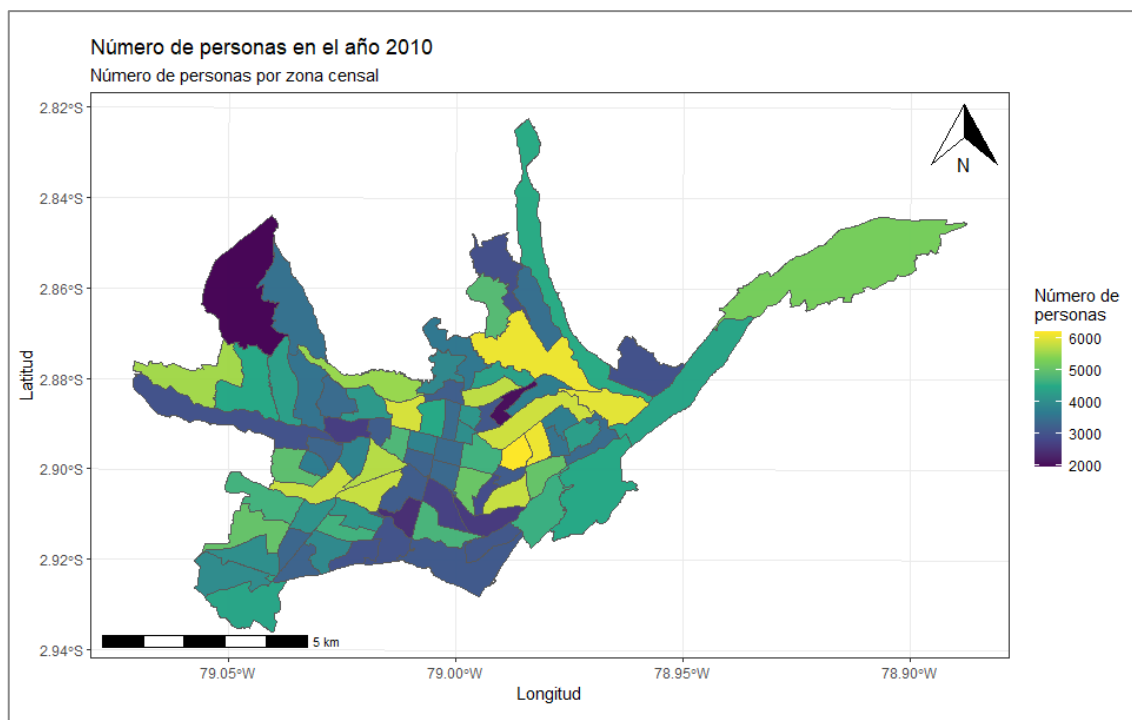 Número de personas en el año 2010
Número de personas por zona censal
2.82°S
2.84°S
2.86°S
2.88°S
2.90°S
2.92°S
2.94°S
Latitud
N
5 km
79.05°W
79.00°W
78.95°W
78.90°W
Longitud
Número de
personas
6000
5000
4000
3000
2000